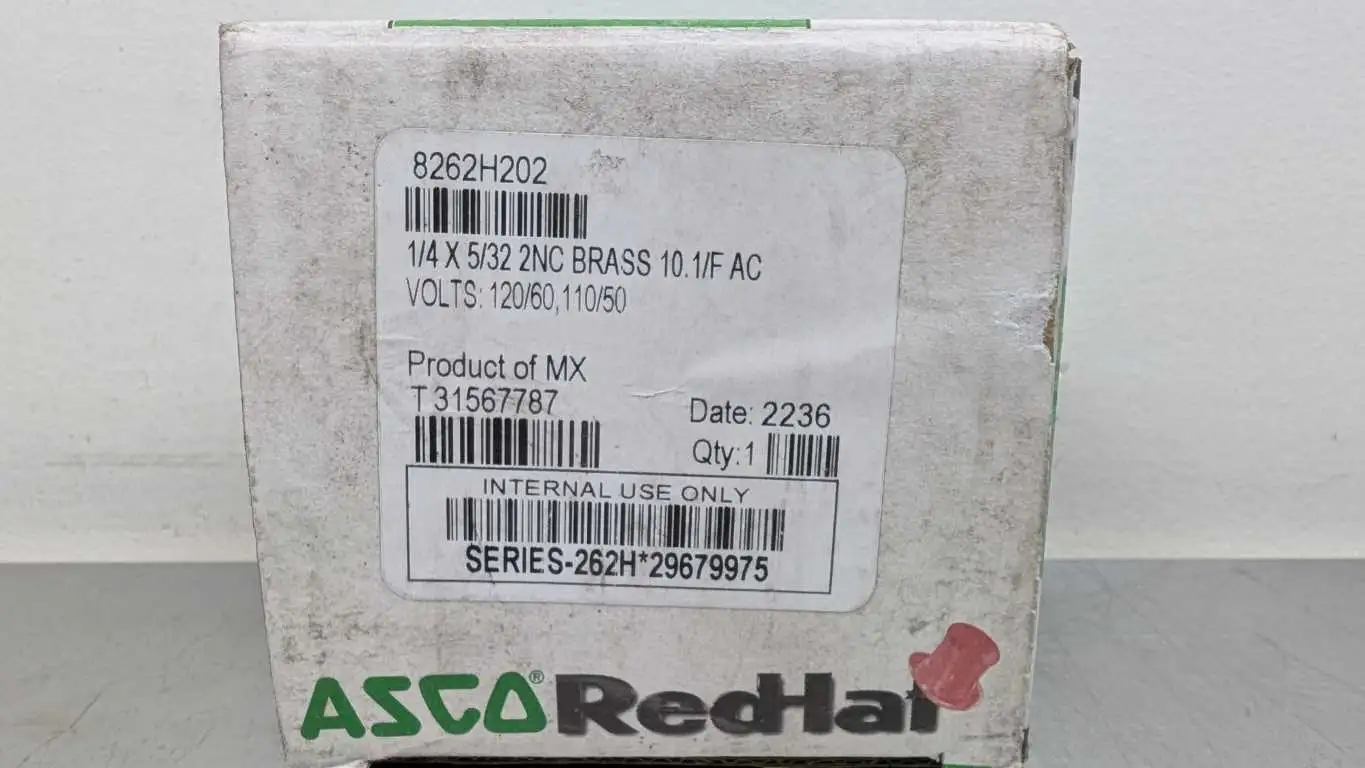 8262H202
1/4 X 5/32 2NC BRASS 10.1/F AC
VOLTS: 120/60,110/50
Product of MX
T 31567787
Date: 2236
Qty:1
INTERNAL USE ONLY
SERIES-262H*29679975
ASCO® RedHat